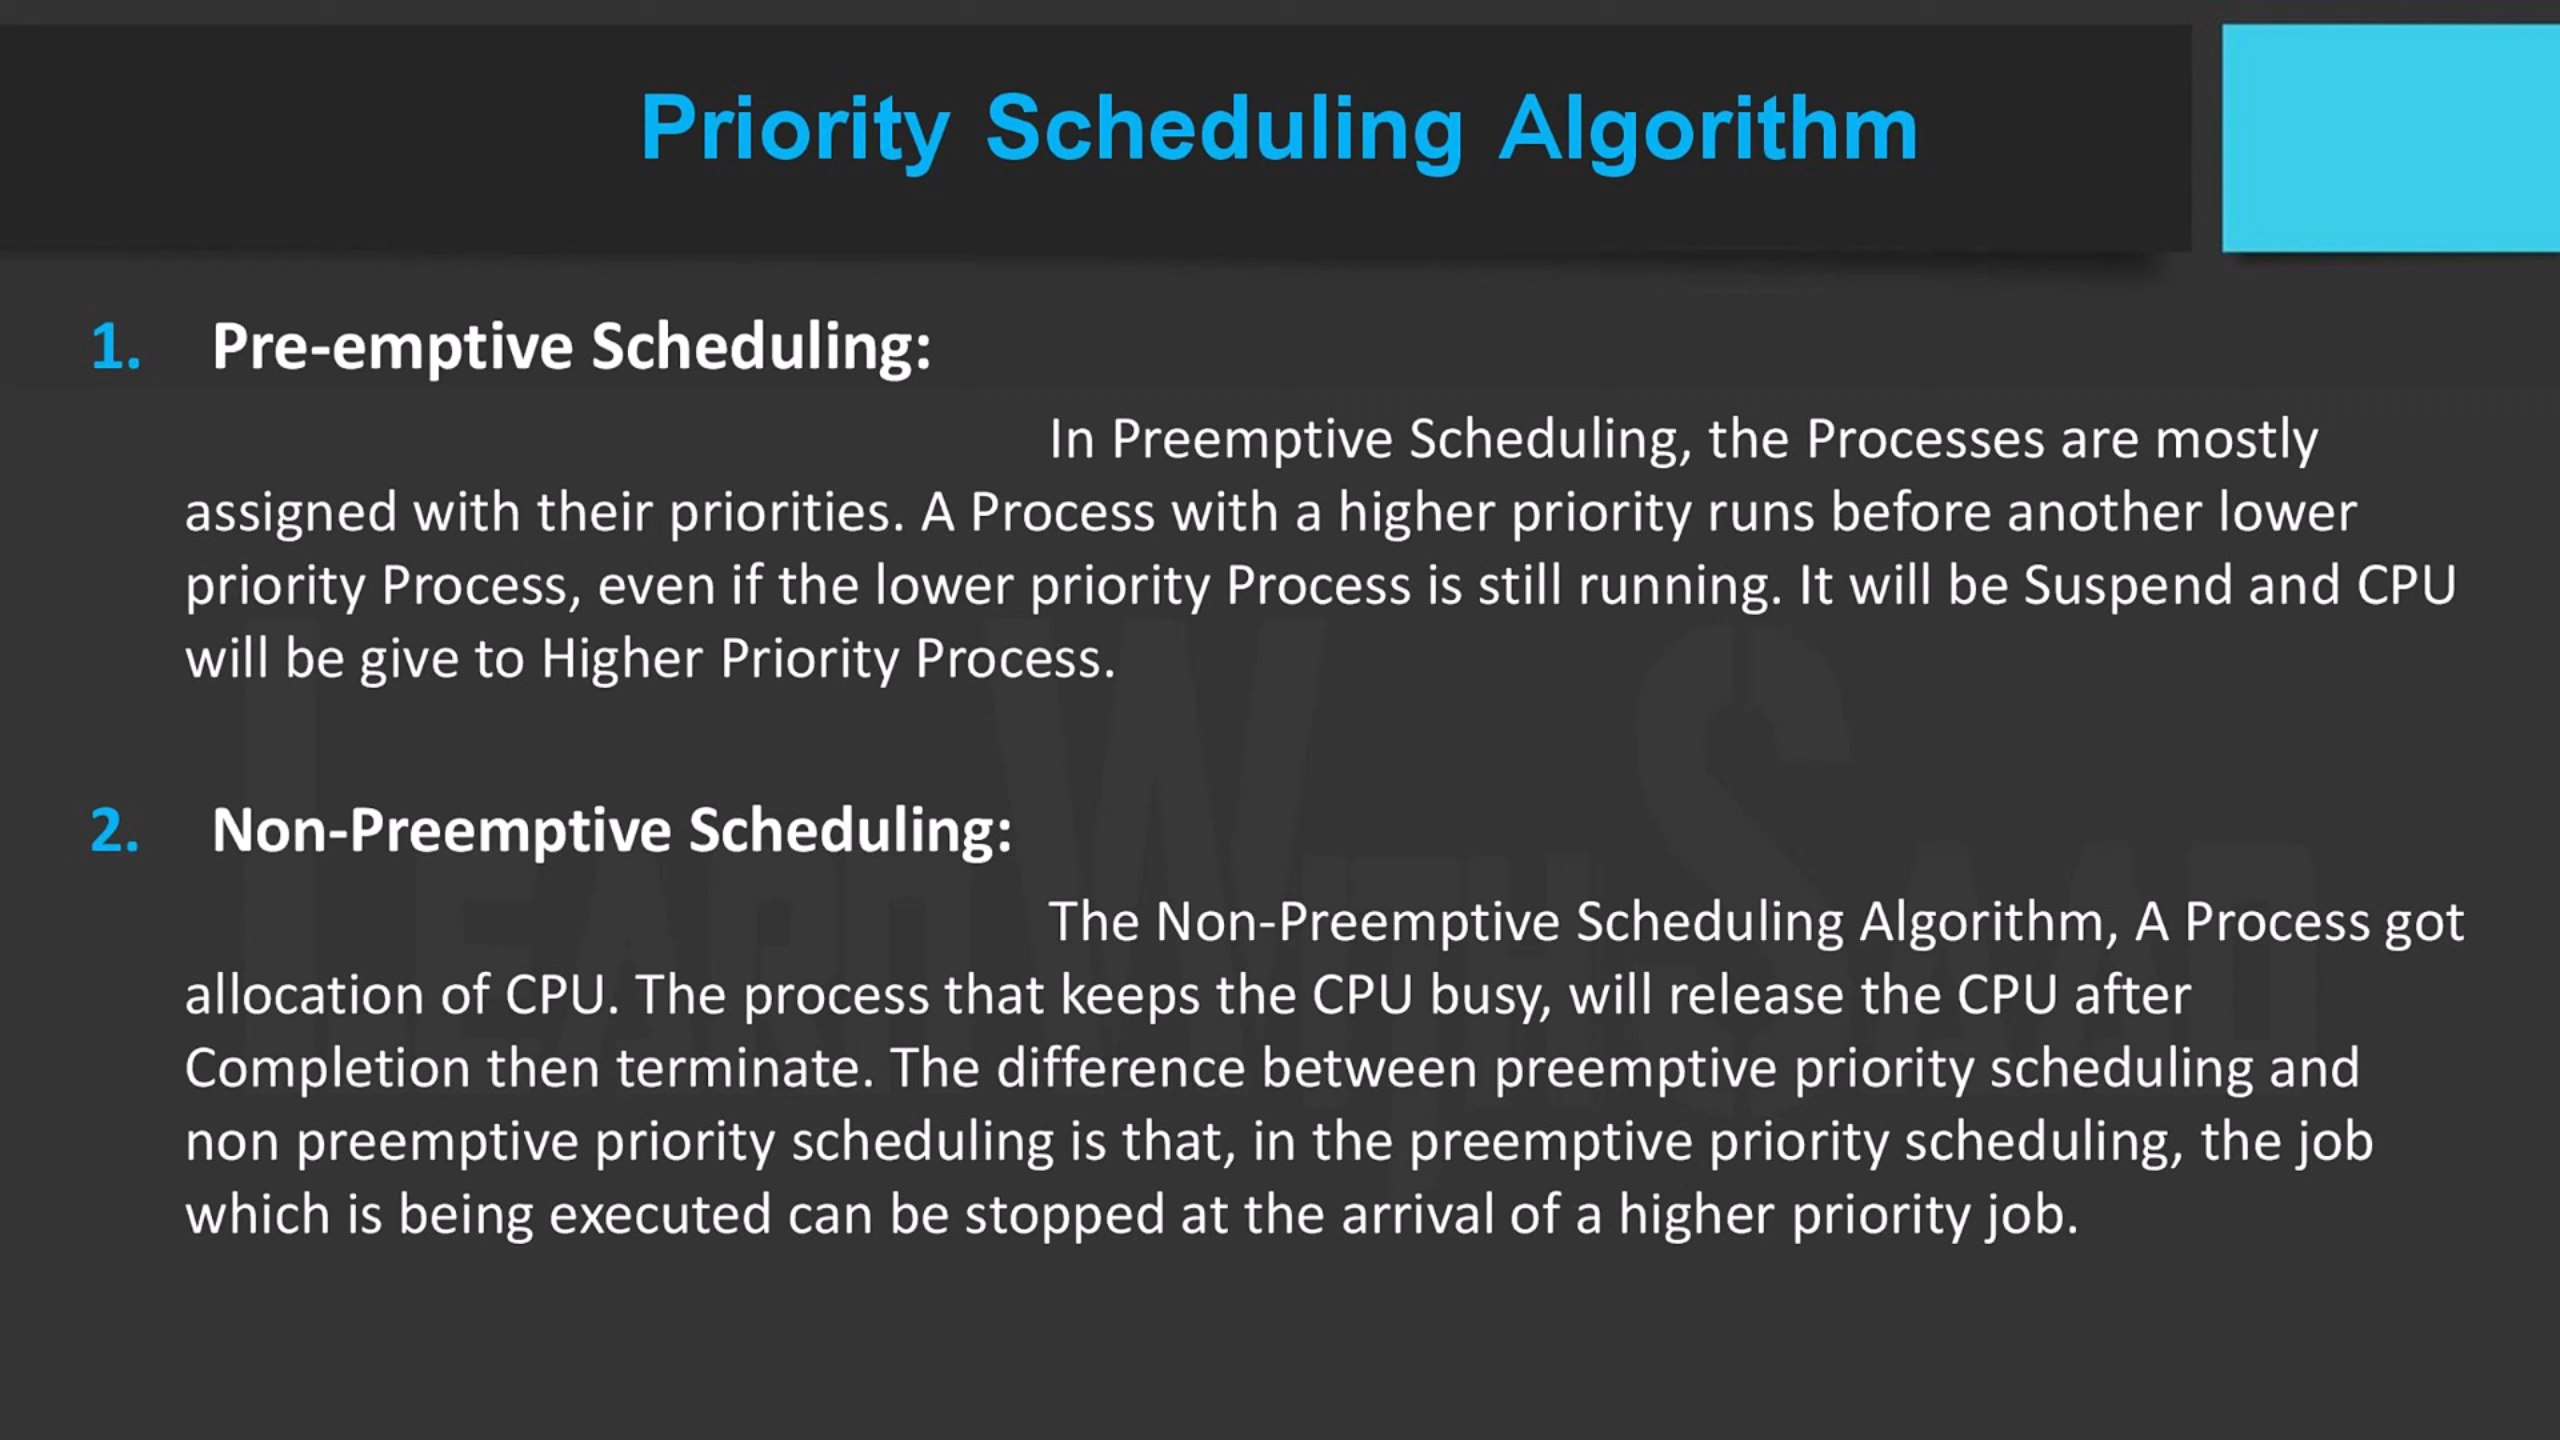 Priority Scheduling Algorithm
1. Pre-emptive Scheduling:
In Preemptive Scheduling, the Processes are mostly
assigned with their priorities. A Process with a higher priority runs before another lower
priority Process, even if the lower priority Process is still running. It will be Suspend and CPU
will be give to Higher Priority Process.
2. Non-Preemptive Scheduling:
The Non-Preemptive Scheduling Algorithm, A Process got
allocation of CPU. The process that keeps the CPU busy, will release the CPU after
Completion then terminate. The difference between preemptive priority scheduling and
non preemptive priority scheduling is that, in the preemptive priority scheduling, the job
which is being executed can be stopped at the arrival of a higher priority job.
Learn With Saad